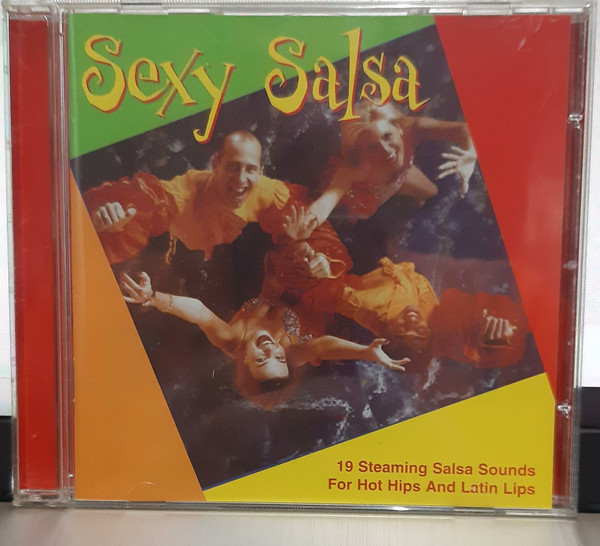 Sexy Salsa
19 Steaming Salsa Sounds
For Hot Hips And Latin Lips